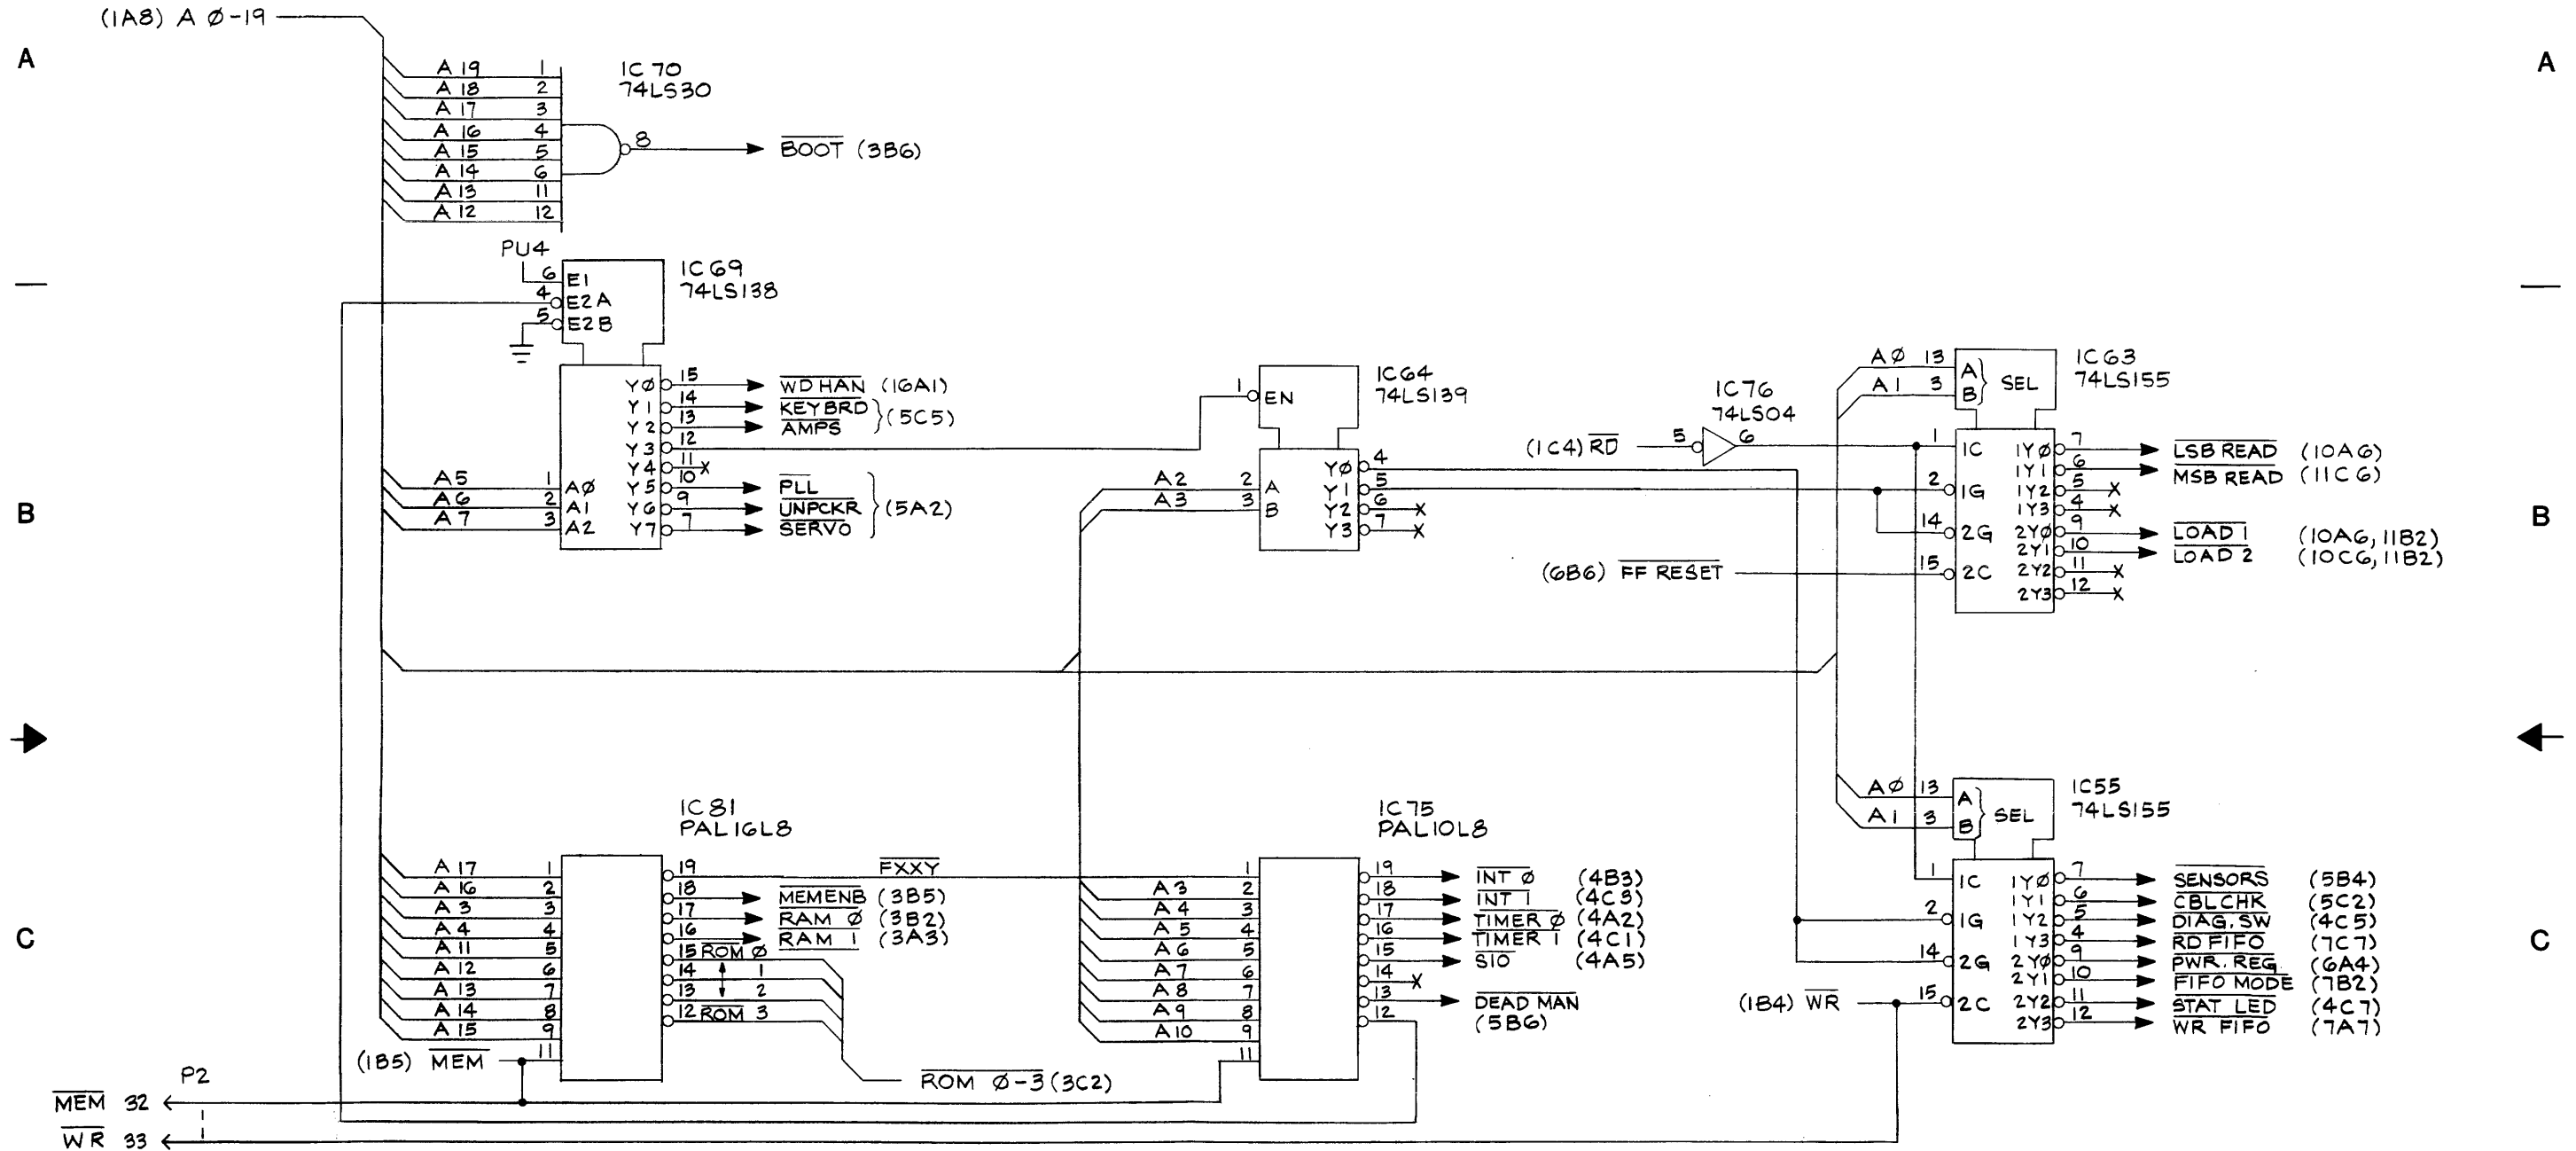 (1A8) A Ø-19
A
A
A 19 1
A 18 2
A 17 3
A 16 4
A 15 5
A 14 6
A 13 11
A 12 12
IC 70
74LS30
8
BOOT (3B6)
PU4
6 E1
4 E2A
5 E2B
IC 69
74LS138
A5 1 A0
A6 2 A1
A7 3 A2
YØ 15 WD HAN (16A1)
Y1 14 KEYBRD
Y2 13 AMPS
(5C5)
Y3 12
Y4 11 X
Y5 10 PLL
Y6 9 UNPCKR
Y7 7 SERVO
(5A2)
B
B
1 EN
IC64
74LS139
A2 2 A
A3 3 B
YØ 4
Y1 5
Y2 6 X
Y3 7 X
IC 76
74LS04
(1C4) RD 5 6
(6B6) FF RESET
AØ 13 A
A1 3 B
SEL
IC63
74LS155
1 1C
2 1G
14 2G
15 2C
1YØ 7 LSB READ (10A6)
1Y1 6 MSB READ (11C6)
1Y2 5 X
1Y3 4 X
2YØ 9 LOAD 1 (10A6, 11B2)
2Y1 10 LOAD 2 (10C6, 11B2)
2Y2 11 X
2Y3 12 X
IC 81
PAL16L8
A 17 1
A 16 2
A 3 3
A 4 4
A 11 5
A 12 6
A 13 7
A 14 8
A 15 9
(1B5) MEM 11
19 FXXY
18 MEMENB (3B5)
17 RAM Ø (3B2)
16 RAM 1 (3A3)
15 ROM Ø
14 1
13 2
12 ROM 3
ROM Ø-3 (3C2)
C
C
IC75
PAL10L8
1
A 3 2
A 4 3
A 5 4
A 6 5
A 7 6
A 8 7
A 9 8
A10 9
11
19 INT Ø (4B3)
18 INT 1 (4C3)
17 TIMER Ø (4A2)
16 TIMER 1 (4C1)
15 SIO (4A5)
14 X
13 DEAD MAN
(5B6)
12
AØ 13 A
A1 3 B
SEL
IC55
74LS155
1 1C
2 1G
14 2G
(1B4) WR 15 2C
1YØ 7 SENSORS (5B4)
1Y1 6 CBLCHK (5C2)
1Y2 5 DIAG.SW (4C5)
1Y3 4 RD FIFO (7C7)
2YØ 9 PWR. REG. (6A4)
2Y1 10 FIFO MODE (7B2)
2Y2 11 STAT LED (4C7)
2Y3 12 WR FIFO (7A7)
P2
MEM 32
WR 33